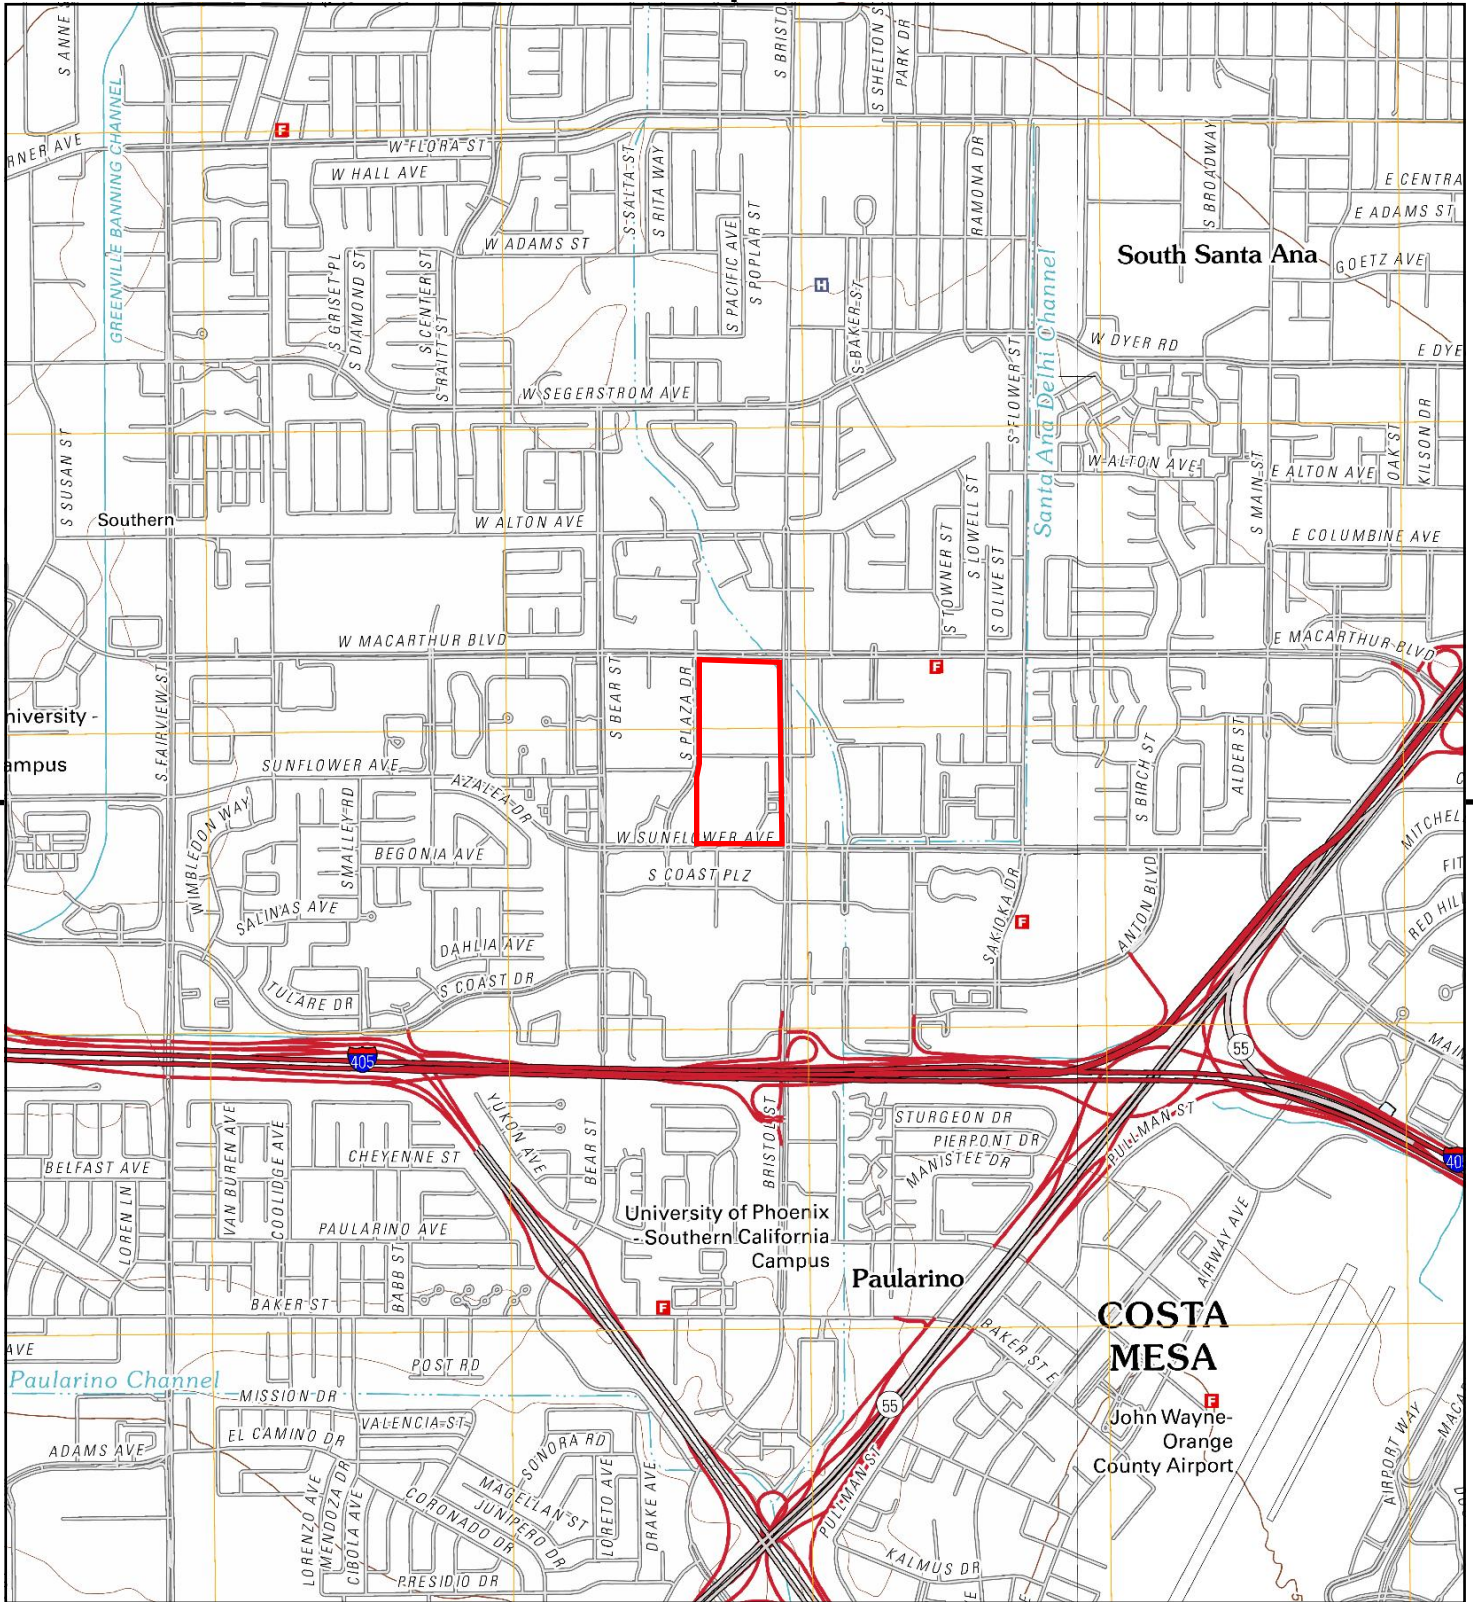 S ANNE S
S BRISTO
S SHELTON S
PARK DR
GREENVILLE BANNING CHANNEL
F
RNER AVE
W FLORA ST
W HALL AVE
S SALTA ST
S RITA WAY
RAMONA DR
S BROADWAY
E CENTRA
E ADAMS ST
W ADAMS ST
S PACIFIC AVE
S POPLAR ST
South Santa Ana
GOETZ AVE
S GRISET PL
S DIAMOND ST
S CENTER ST
S RAITT ST
H
S BAKER ST
Santa Ana Delhi Channel
W DYER RD
E DYE
S FLOWER ST
W SEGERSTROM AVE
S SUSAN ST
OAK ST
KILSON DR
W ALTON AVE
S MAIN ST
E ALTON AVE
Southern
W ALTON AVE
S TOWNER ST
S LOWELL ST
S OLIVE ST
E COLUMBINE AVE
W MACARTHUR BLVD
E MACARTHUR BLVD
F
S FAIRVIEW ST
S BEAR ST
S PLAZA DR
niversity -
ampus
SUNFLOWER AVE
AZALEA DR
S BIRCH ST
ALDER ST
WIMBLEDON WAY
SMALLEY RD
BEGONIA AVE
W SUNFLOWER AVE
MITCHEL
FIT
S COAST PLZ
SALINAS AVE
DAHLIA AVE
SAKIOKA DR
F
ANTON BLVD
RED HILL
TULARE DR
S COAST DR
405
55
MAIN
YUKON AVE
BEAR ST
BRISTOL ST
STURGEON DR
PIERPONT DR
MANISTEE DR
PULLMAN ST
VAN BUREN AVE
COOLIDGE AVE
CHEYENNE ST
BELFAST AVE
LOREN LN
405
University of Phoenix
- Southern California
Campus
PAULARINO AVE
BABB ST
AIRWAY AVE
Paularino
BAKER ST
F
COSTA
MESA
BAKER ST E
AVE
POST RD
Paularino Channel
MISSION DR
55
F
John Wayne-
Orange
County Airport
VALENCIA ST
EL CAMINO DR
ADAMS AVE
SONORA RD
AIRPORT WAY
MACA
LORENZO AVE
MENDOZA DR
CIBOLA AVE
MAGELLAN ST
JUNIPERO DR
CORONADO DR
LORETO AVE
DRAKE AVE
PULLMAN ST
KALMUS DR
PRESIDIO DR